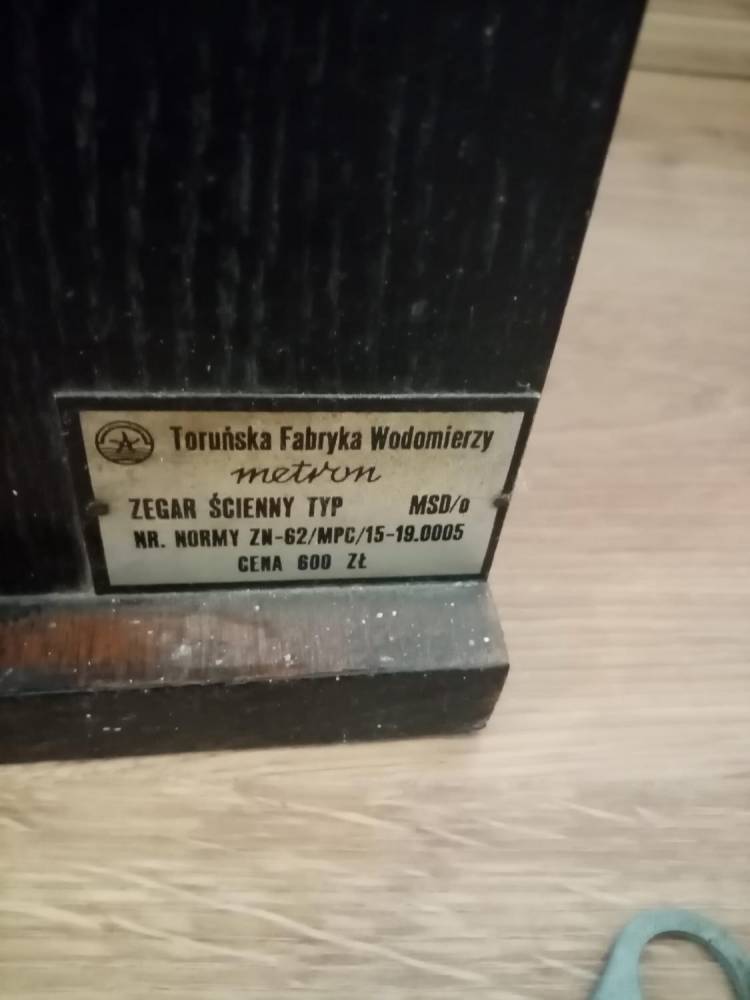 Toruńska Fabryka Wodomierzy
metron
ZEGAR ŚCIENNY TYP MSD/o
NR. NORMY ZN-62/MPC/15-19.0005
CENA 600 ZŁ